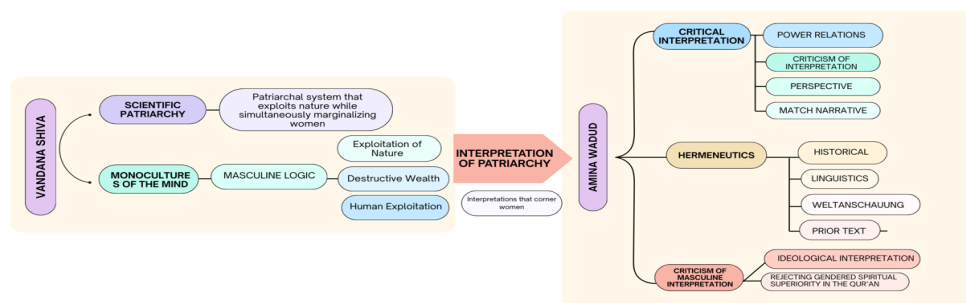 VANDANA SHIVA
SCIENTIFIC
PATRIARCHY
Patriarchal system that
exploits nature while
simultaneously marginalizing
women
MONOCULTURE
S OF THE MIND
MASCULINE LOGIC
Exploitation of
Nature
Destructive Wealth
Human Exploitation
INTERPRETATION
OF PATRIARCHY
Interpretations that corner
women
AMINA WADUD
CRITICAL
INTERPRETATION
POWER RELATIONS
CRITICISM OF
INTERPRETATION
PERSPECTIVE
MATCH NARRATIVE
HERMENEUTICS
HISTORICAL
LINGUISTICS
WELTANSCHAUUNG
PRIOR TEXT
CRITICISM OF
MASCULINE
INTERPRETATION
IDEOLOGICAL INTERPRETATION
REJECTING GENDERED SPIRITUAL
SUPERIORITY IN THE QUR'AN